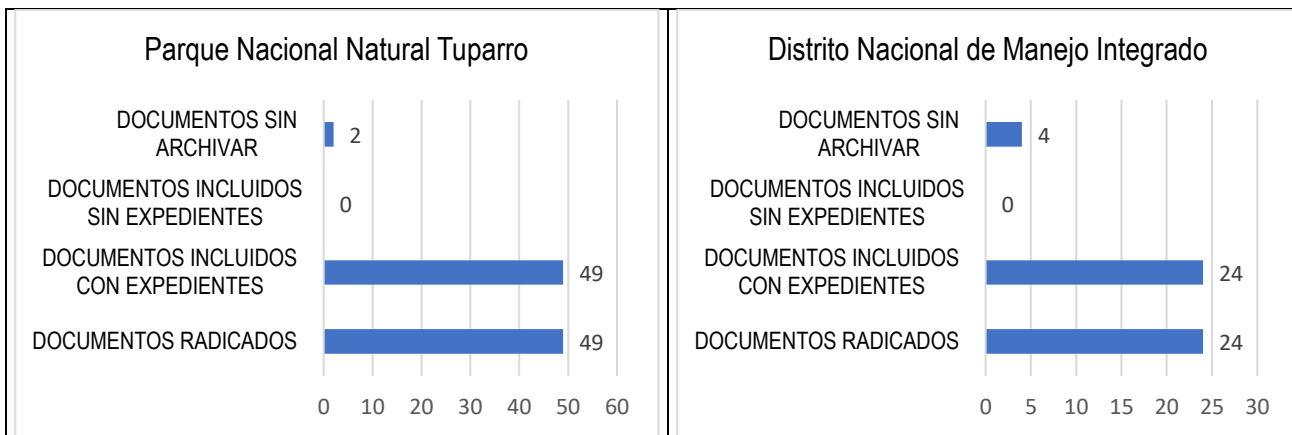 Parque Nacional Natural Tuparro
DOCUMENTOS SIN
ARCHIVAR
2
DOCUMENTOS INCLUIDOS
SIN EXPEDIENTES
0
DOCUMENTOS INCLUIDOS
CON EXPEDIENTES
49
DOCUMENTOS RADICADOS
49
0 10 20 30 40 50 60
Distrito Nacional de Manejo Integrado
DOCUMENTOS SIN
ARCHIVAR
4
DOCUMENTOS INCLUIDOS
SIN EXPEDIENTES
0
DOCUMENTOS INCLUIDOS
CON EXPEDIENTES
24
DOCUMENTOS RADICADOS
24
0 5 10 15 20 25 30